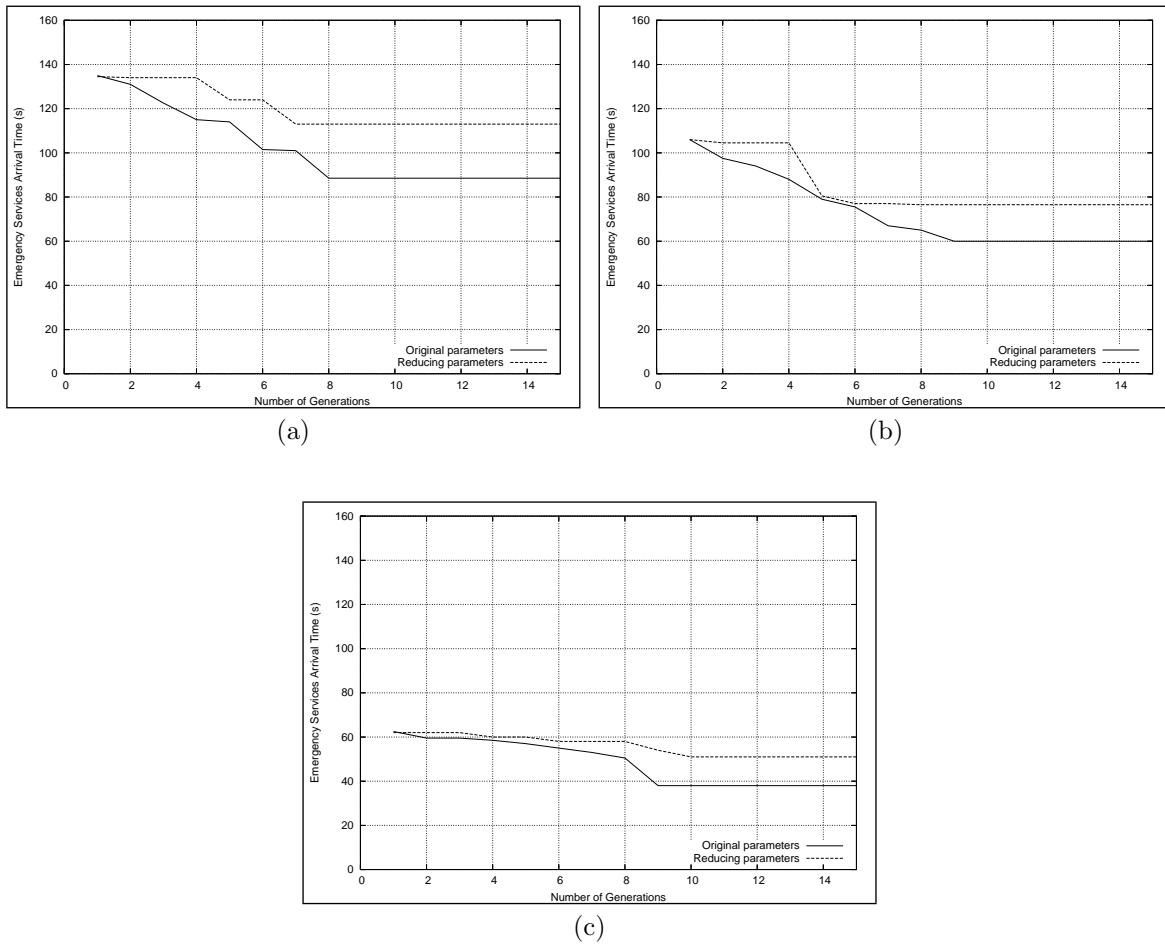 160
140
120
100
80
60
40
20
0
Emergency Services Arrival Time (s)
Original parameters
Reducing parameters
0 2 4 6 8 10 12 14
Number of Generations
(a)
160
140
120
100
80
60
40
20
0
Emergency Services Arrival Time (s)
Original parameters
Reducing parameters
0 2 4 6 8 10 12 14
Number of Generations
(b)
160
140
120
100
80
60
40
20
0
Emergency Services Arrival Time (s)
Original parameters
Reducing parameters
0 2 4 6 8 10 12 14
Number of Generations
(c)